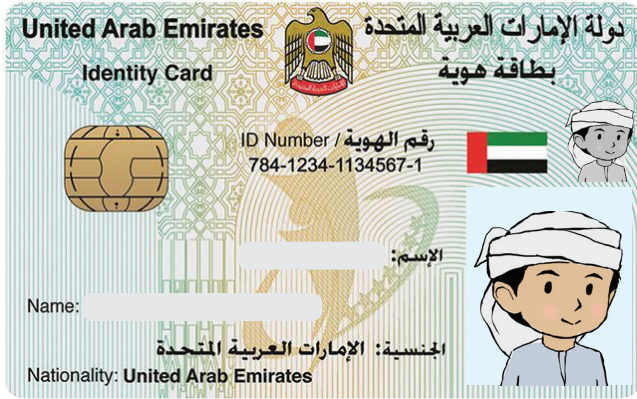 United Arab Emirates
دولة الإمارات العربية المتحدة
Identity Card
بطاقة هوية
ID Number / رقم الهوية
784-1234-1134567-1
الإسم:
Name:
الجنسية: الإمارات العربية المتحدة
Nationality: United Arab Emirates